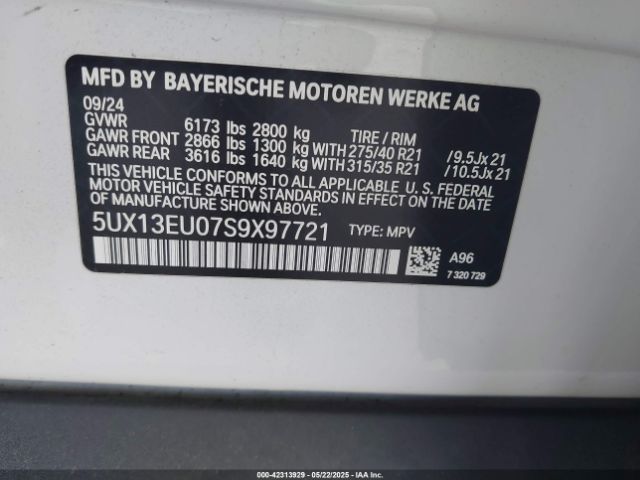 MFD BY BAYERISCHE MOTOREN WERKE AG
09/24
GVWR 6173 lbs 2800 kg TIRE / RIM
GAWR FRONT 2866 lbs 1300 kg WITH 275/40 R21 / 9.5Jx21
GAWR REAR 3616 lbs 1640 kg WITH 315/35 R21 / 10.5Jx21
THIS VEHICLE CONFORMS TO ALL APPLICABLE U. S. FEDERAL
MOTOR VEHICLE SAFETY STANDARDS IN EFFECT ON THE DATE
OF MANUFACTURE SHOWN ABOVE.
5UX13EU07S9X97721 TYPE: MPV
A96
7 320 729
000-42313929 - 05/22/2025 - IAA Inc.